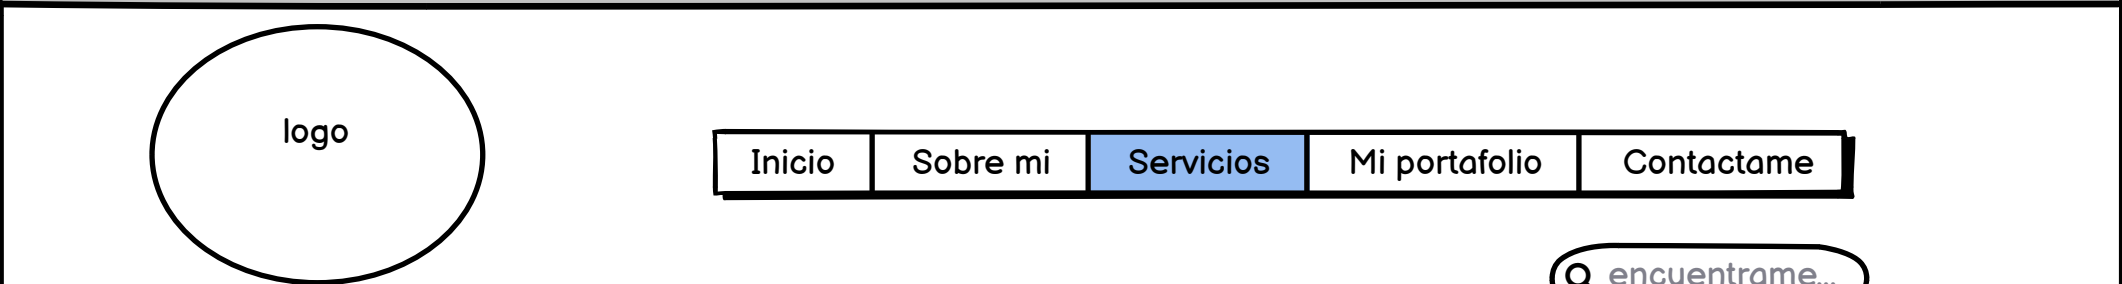 logo
Inicio Sobre mi Servicios Mi portafolio Contactame
encuentrame...